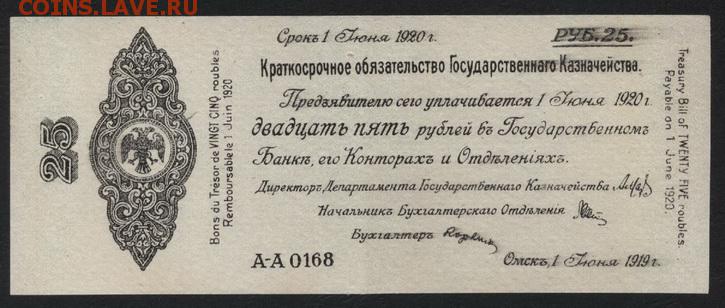 COINS.ЛАВЕ.RU
Срокъ 1 Іюня 1920 г.
РУБ. 25.
Краткосрочное обязательство Государственнаго Казначейства.
Предъявителю сего уплачивается 1 Іюня 1920 г.
двадцать пять рублей въ Государственномъ
Банкѣ, его Конторахъ и Отдѣленіяхъ.
Директоръ Департамента Государственнаго Казначейства
Начальникъ Бухгалтерскаго Отдѣленія
Бухгалтеръ
А-А 0168
Омскъ, 1 Іюня 1919 г.
25
Bons du Trésor de VINGT CINQ roubles.
Remboursable le 1 Juin 1920
Treasury Bill of TWENTY FIVE roubles.
Payable on 1 June 1920.